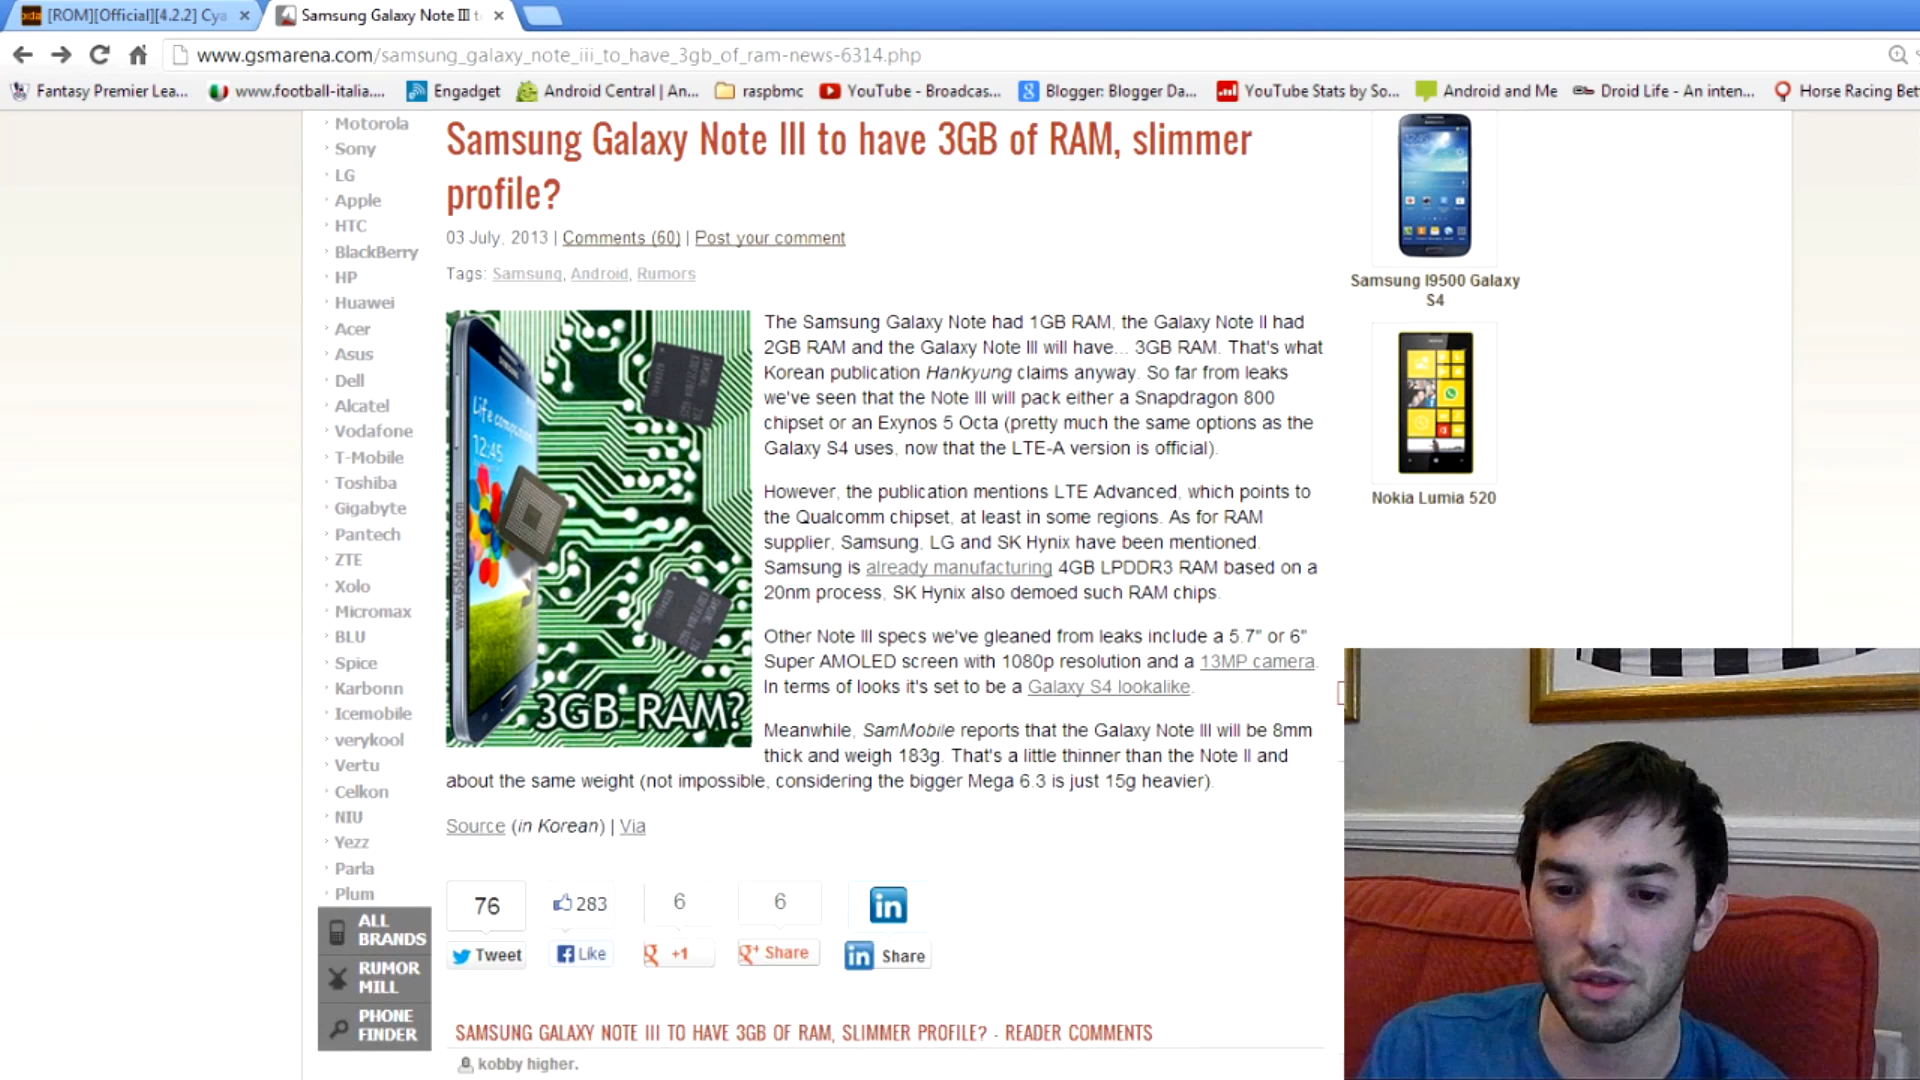 [ROM][Official][4.2.2] Cya
Samsung Galaxy Note III t
www.gsmarena.com/samsung_galaxy_note_iii_to_have_3gb_of_ram-news-6314.php
Fantasy Premier Lea...
www.football-italia....
Engadget
Android Central | An...
raspbmc
YouTube - Broadcas...
Blogger: Blogger Da...
YouTube Stats by So...
Android and Me
Droid Life - An inten...
Horse Racing Bet
Motorola
Sony
LG
Apple
HTC
BlackBerry
HP
Huawei
Acer
Asus
Dell
Alcatel
Vodafone
T-Mobile
Toshiba
Gigabyte
Pantech
ZTE
Xolo
Micromax
BLU
Spice
Karbonn
Icemobile
verykool
Vertu
Celkon
NIU
Yezz
Parla
Plum
ALL
BRANDS
RUMOR
MILL
PHONE
FINDER
Samsung Galaxy Note III to have 3GB of RAM, slimmer
profile?
03 July, 2013 | Comments (60) | Post your comment
Tags: Samsung, Android, Rumors
Life companion
12:45
www.GSMArena.com
3GB RAM?
The Samsung Galaxy Note had 1GB RAM, the Galaxy Note II had
2GB RAM and the Galaxy Note III will have... 3GB RAM. That's what
Korean publication Hankyung claims anyway. So far from leaks
we've seen that the Note III will pack either a Snapdragon 800
chipset or an Exynos 5 Octa (pretty much the same options as the
Galaxy S4 uses, now that the LTE-A version is official).
However, the publication mentions LTE Advanced, which points to
the Qualcomm chipset, at least in some regions. As for RAM
supplier, Samsung, LG and SK Hynix have been mentioned.
Samsung is already manufacturing 4GB LPDDR3 RAM based on a
20nm process, SK Hynix also demoed such RAM chips.
Other Note III specs we've gleaned from leaks include a 5.7" or 6"
Super AMOLED screen with 1080p resolution and a 13MP camera.
In terms of looks it's set to be a Galaxy S4 lookalike.
Meanwhile, SamMobile reports that the Galaxy Note III will be 8mm
thick and weigh 183g. That's a little thinner than the Note II and
about the same weight (not impossible, considering the bigger Mega 6.3 is just 15g heavier).
Source (in Korean) | Via
76
283
6
6
in
Tweet
Like
+1
Share
in Share
SAMSUNG GALAXY NOTE III TO HAVE 3GB OF RAM, SLIMMER PROFILE? - READER COMMENTS
kobby higher.
Samsung I9500 Galaxy
S4
Nokia Lumia 520